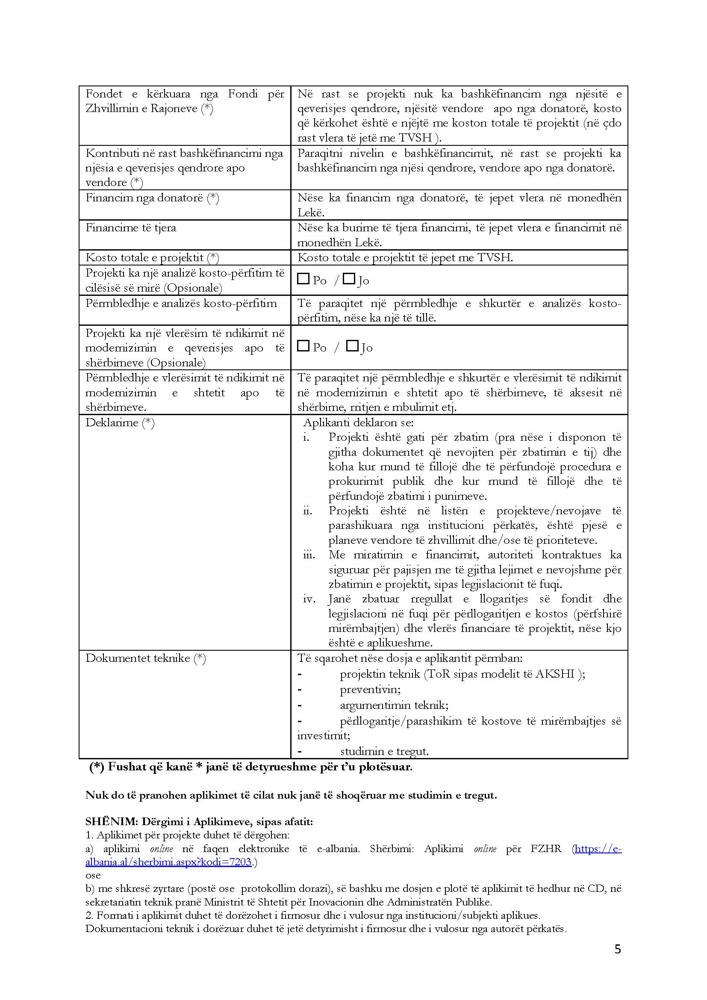 Fondet e kërkuara nga Fondi për
Zhvillimin e Rajoneve (*)
Në rast se projekti nuk ka bashkëfinancim nga njësitë e
qeverisjes qendrore, njësitë vendore apo nga donatorë, kosto
që kërkohet është e njëjtë me koston totale të projektit (në çdo
rast vlera të jetë me TVSH ).
Kontributi në rast bashkëfinancimi nga
njësia e qeverisjes qendrore apo
vendore (*)
Paraqitni nivelin e bashkëfinancimit, në rast se projekti ka
bashkëfinancim nga njësi qendrore, vendore apo nga donatorë.
Financim nga donatorë (*)
Nëse ka financim nga donatorë, të jepet vlera në monedhën
Lekë.
Financime të tjera
Nëse ka burime të tjera financimi, të jepet vlera e financimit në
monedhën Lekë.
Kosto totale e projektit (*)
Kosto totale e projektit të jepet me TVSH.
Projekti ka një analizë kosto-përfitim të
cilësisë së mirë (Opsionale)
☐ Po / ☐ Jo
Përmbledhje e analizës kosto-përfitim
Të paraqitet një përmbledhje e shkurtër e analizës kosto-
përfitim, nëse ka një të tillë.
Projekti ka një vlerësim të ndikimit në
modernizimin e qeverisjes apo të
shërbimeve (Opsionale)
☐ Po / ☐ Jo
Përmbledhje e vlerësimit të ndikimit në
modernizimin e shtetit apo të
shërbimeve.
Të paraqitet një përmbledhje e shkurtër e vlerësimit të ndikimit
në modernizimin e shtetit apo të shërbimeve, të aksesit në
shërbime, rritjen e mbulimit etj.
Deklarime (*)
Aplikanti deklaron se:
i. Projekti është gati për zbatim (pra nëse i disponon të
gjitha dokumentet që nevojiten për zbatimin e tij) dhe
koha kur mund të fillojë dhe të përfundojë procedura e
prokurimit publik dhe kur mund të fillojë dhe të
përfundojë zbatimi i punimeve.
ii. Projekti është në listën e projekteve/nevojave të
parashikuara nga institucioni përkatës, është pjesë e
planeve vendore të zhvillimit dhe/ose të prioriteteve.
iii. Me miratimin e financimit, autoriteti kontraktues ka
siguruar për pajisjen me të gjitha lejimet e nevojshme për
zbatimin e projektit, sipas legjislacionit të fuqi.
iv. Janë zbatuar rregullat e llogaritjes së fondit dhe
legjislacioni në fuqi për përllogaritjen e kostos (përfshirë
mirëmbajtjen) dhe vlerës financiare të projektit, nëse kjo
është e aplikueshme.
Dokumentet teknike (*)
Të sqarohet nëse dosja e aplikantit përmban:
- projektin teknik (ToR sipas modelit të AKSHI );
- preventivin;
- argumentimin teknik;
- përllogaritje/parashikim të kostove të mirëmbajtjes së
investimit;
- studimin e tregut.
(*) Fushat që kanë * janë të detyrueshme për t’u plotësuar.
Nuk do të pranohen aplikimet të cilat nuk janë të shoqëruar me studimin e tregut.
SHËNIM: Dërgimi i Aplikimeve, sipas afatit:
1. Aplikimet për projekte duhet të dërgohen:
a) aplikimi online në faqen elektronike të e-albania. Shërbimi: Aplikimi online për FZHR (https://e-
albania.al/sherbimi.aspx?kodi=7203.)
ose
b) me shkresë zyrtare (postë ose protokollim dorazi), së bashku me dosjen e plotë të aplikimit të hedhur në CD, në
sekretariatin teknik pranë Ministrit të Shtetit për Inovacionin dhe Administratën Publike.
2. Formati i aplikimit duhet të dorëzohet i firmosur dhe i vulosur nga institucioni/subjekti aplikues.
Dokumentacioni teknik i dorëzuar duhet të jetë detyrimisht i firmosur dhe i vulosur nga autorët përkatës.
5